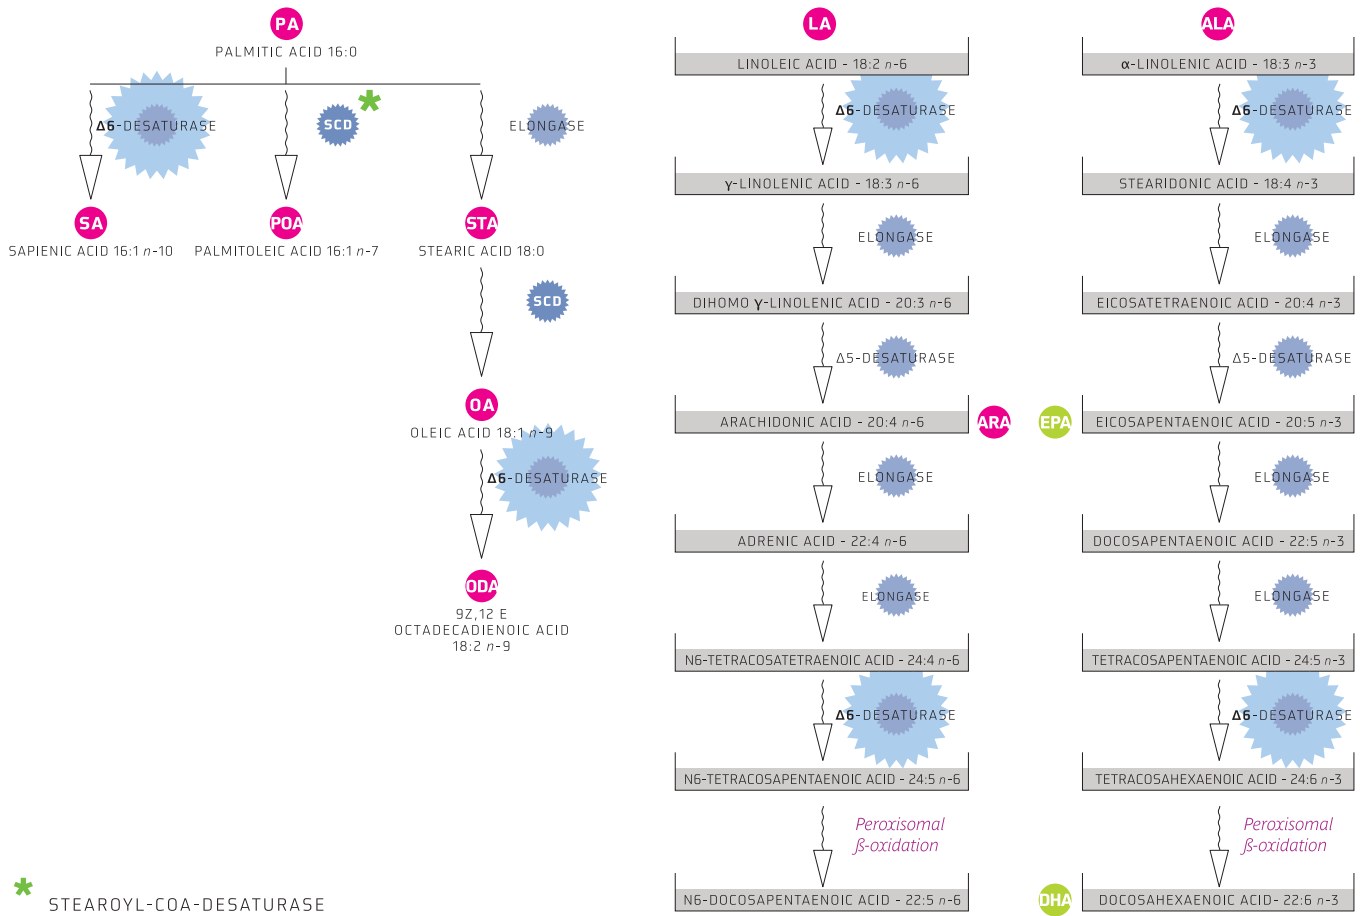 PA
PALMITIC ACID 16:0
Δ6-DESATURASE
SCD
*
ELONGASE
SA
SAPIENIC ACID 16:1 n-10
POA
PALMITOLEIC ACID 16:1 n-7
STA
STEARIC ACID 18:0
SCD
OA
OLEIC ACID 18:1 n-9
Δ6-DESATURASE
ODA
9Z,12 E
OCTADECADIENOIC ACID
18:2 n-9
* STEAROYL-COA-DESATURASE
LA
LINOLEIC ACID - 18:2 n-6
Δ6-DESATURASE
γ-LINOLENIC ACID - 18:3 n-6
ELONGASE
DIHOMO γ-LINOLENIC ACID - 20:3 n-6
Δ5-DESATURASE
ARACHIDONIC ACID - 20:4 n-6
ARA
ELONGASE
ADRENIC ACID - 22:4 n-6
ELONGASE
N6-TETRACOSATETRAENOIC ACID - 24:4 n-6
Δ6-DESATURASE
N6-TETRACOSAPENTAENOIC ACID - 24:5 n-6
Peroxisomal
ß-oxidation
N6-DOCOSAPENTAENOIC ACID - 22:5 n-6
ALA
α-LINOLENIC ACID - 18:3 n-3
Δ6-DESATURASE
STEARIDONIC ACID - 18:4 n-3
ELONGASE
EICOSATETRAENOIC ACID - 20:4 n-3
Δ5-DESATURASE
EPA
EICOSAPENTAENOIC ACID - 20:5 n-3
ELONGASE
DOCOSAPENTAENOIC ACID - 22:5 n-3
ELONGASE
TETRACOSAPENTAENOIC ACID - 24:5 n-3
Δ6-DESATURASE
TETRACOSAHEXAENOIC ACID - 24:6 n-3
Peroxisomal
ß-oxidation
DHA
DOCOSAHEXAENOIC ACID - 22:6 n-3